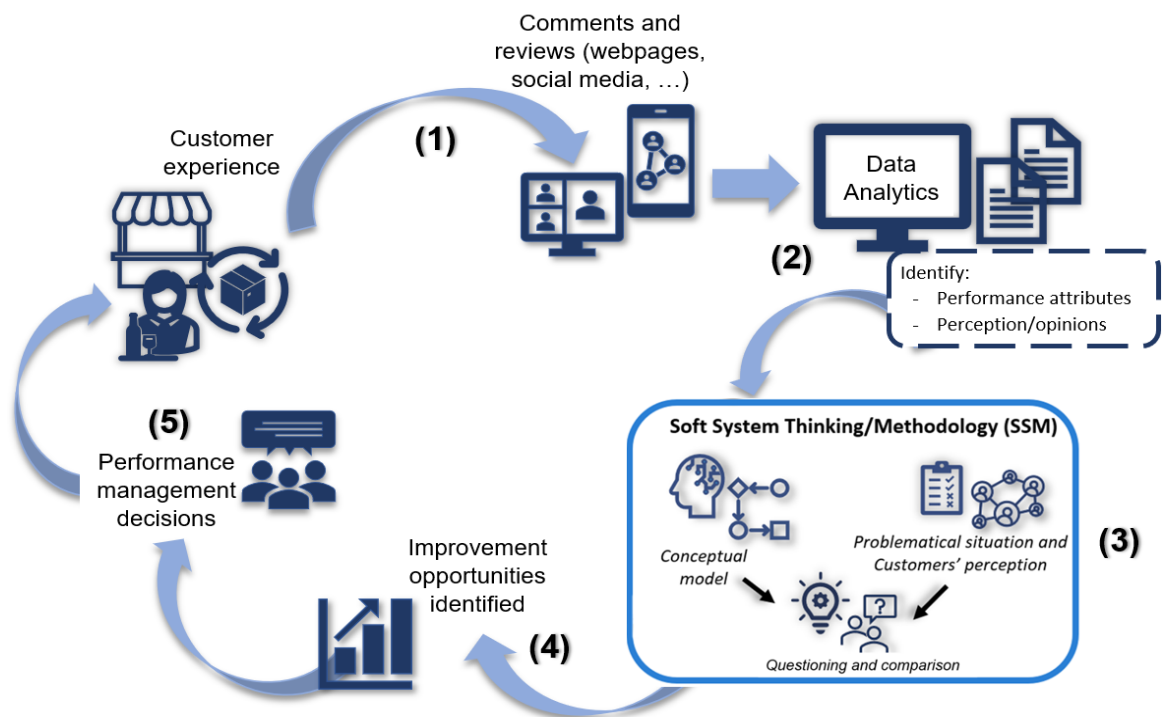 Comments and
reviews (webpages,
social media, …)
(1)
Customer
experience
Data
Analytics
(2)
Identify:
- Performance attributes
- Perception/opinions
Soft System Thinking/Methodology (SSM)
Conceptual
model
Problematical situation and
Customers' perception
?
Questioning and comparison
(3)
Improvement
opportunities
identified
(4)
(5)
Performance
management
decisions